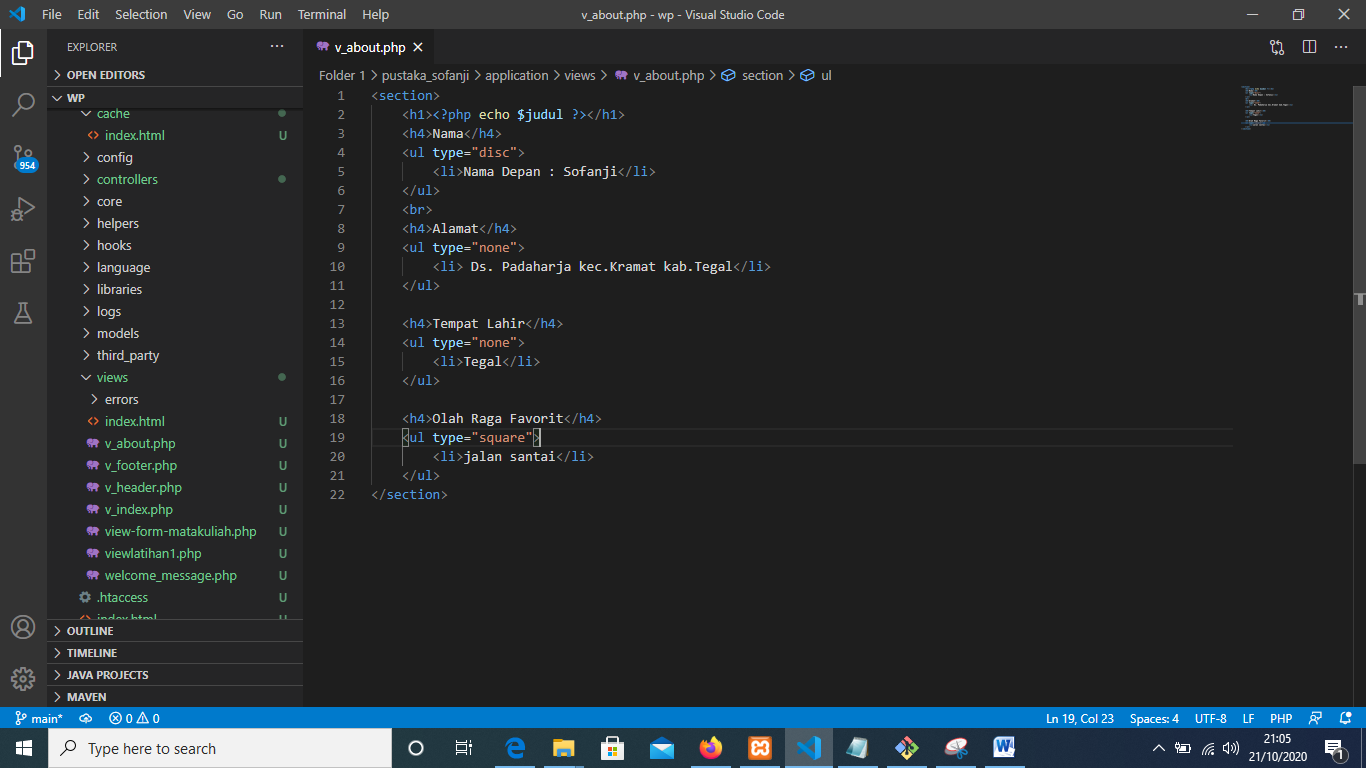 File Edit Selection View Go Run Terminal Help
v_about.php - wp - Visual Studio Code
EXPLORER
OPEN EDITORS
WP
cache
index.html U
config
controllers
core
helpers
hooks
language
libraries
logs
models
third_party
views
errors
index.html U
v_about.php U
v_footer.php U
v_header.php U
v_index.php U
view-form-matakuliah.php U
viewlatihan1.php U
welcome_message.php U
.htaccess U
index.html U
OUTLINE
TIMELINE
JAVA PROJECTS
MAVEN
954
v_about.php
Folder 1 > pustaka_sofanji > application > views > v_about.php > section > ul
1 <section>
2 <h1><?php echo $judul ?></h1>
3 <h4>Nama</h4>
4 <ul type="disc">
5 <li>Nama Depan : Sofanji</li>
6 </ul>
7 <br>
8 <h4>Alamat</h4>
9 <ul type="none">
10 <li> Ds. Padaharja kec.Kramat kab.Tegal</li>
11 </ul>
12
13 <h4>Tempat Lahir</h4>
14 <ul type="none">
15 <li>Tegal</li>
16 </ul>
17
18 <h4>Olah Raga Favorit</h4>
19 <ul type="square">
20 <li>jalan santai</li>
21 </ul>
22 </section>
main* 0 0
Ln 19, Col 23 Spaces: 4 UTF-8 LF PHP
Type here to search
21:05
21/10/2020
1